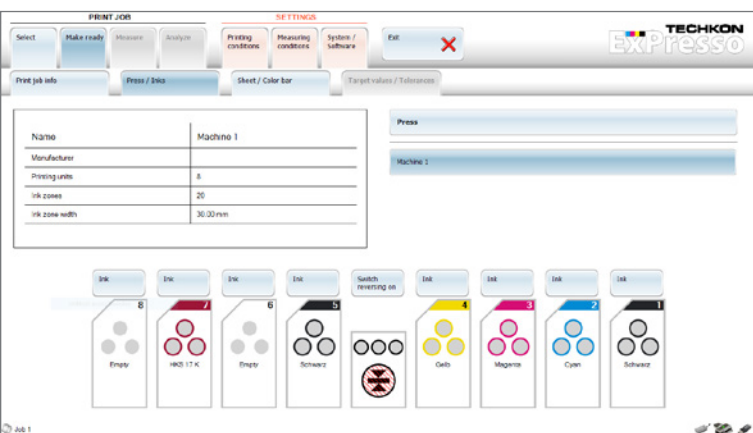 PRINT JOB
SETTINGS
Select
Make ready
Measure
Analyze
Printing
conditions
Measuring
conditions
System /
Software
Exit
TECHKON
ExPresso
Print job info
Press / Inks
Sheet / Color bar
Target values / Tolerances
Name
Machine 1
Manufacturer
Printing units
8
Ink zones
20
Ink zone width
30.00 mm
Press
Machine 1
Ink
Ink
Ink
Ink
Switch
reversing on
Ink
Ink
Ink
Ink
8
7
6
5
4
3
2
1
Empty
HKS 17 K
Empty
Schwarz
Gelb
Magenta
Cyan
Schwarz
Job 1